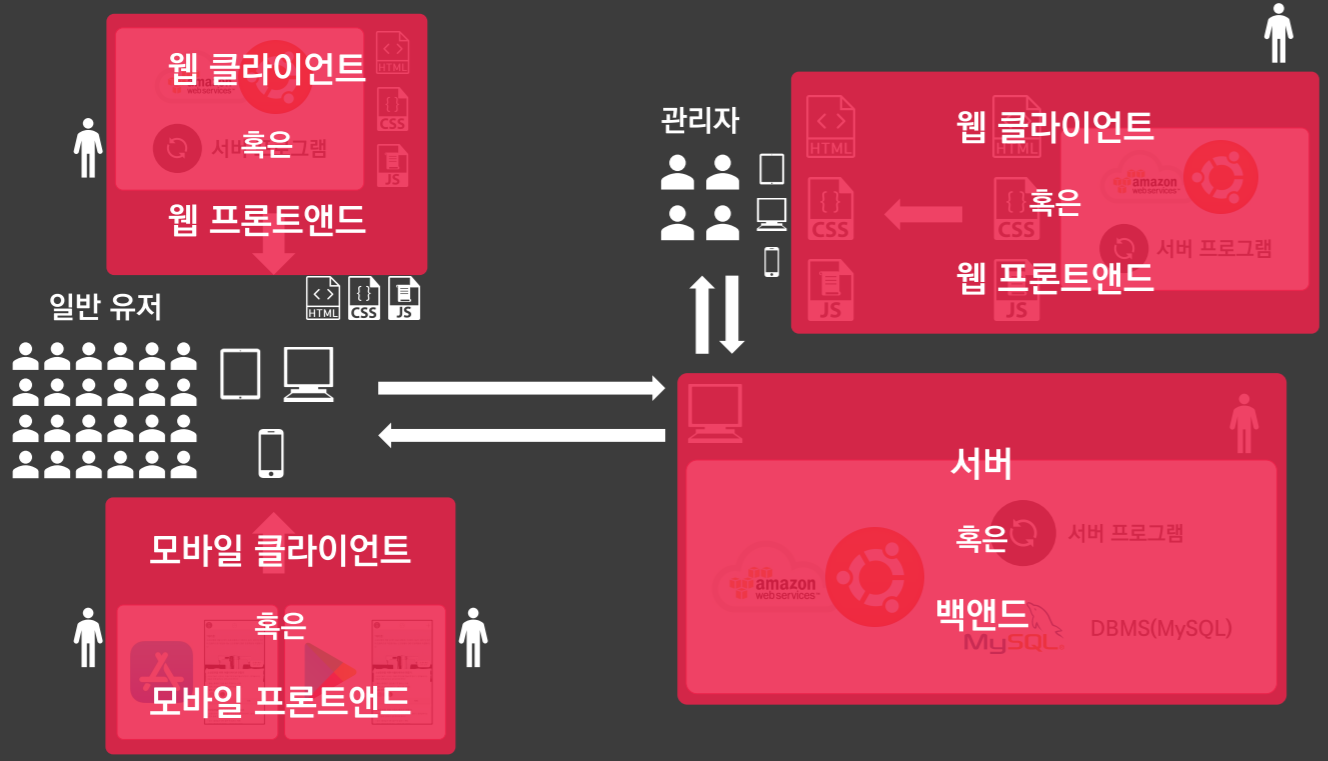 웹 클라이언트
amazon
web services™
HTML
혹은
서버 프로그램
CSS
JS
웹 프론트앤드
일반 유저
HTML
CSS
JS
모바일 클라이언트
혹은
모바일 프론트앤드
관리자
웹 클라이언트
HTML
HTML
혹은
amazon
web services™
CSS
CSS
서버 프로그램
웹 프론트앤드
JS
JS
서버
혹은
서버 프로그램
amazon
web services™
백앤드
MySQL
DBMS(MySQL)